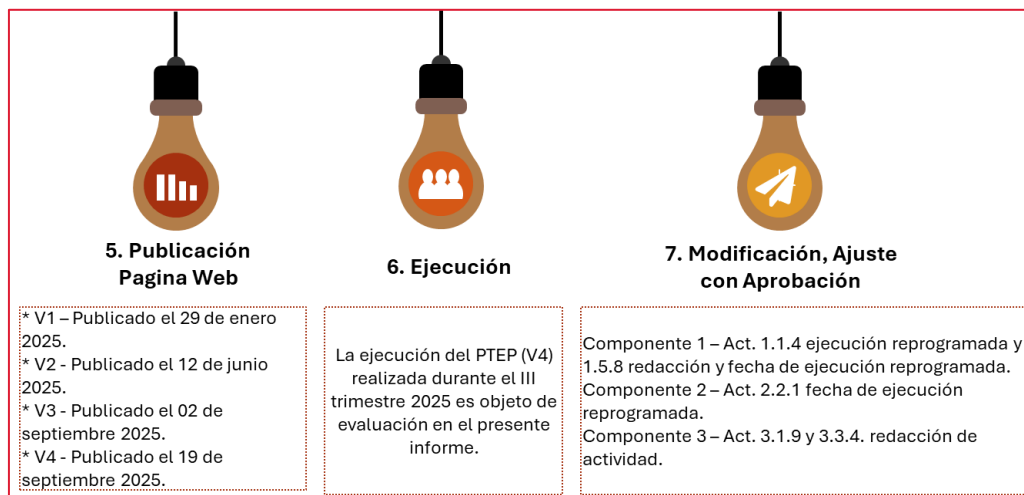 5. Publicación
Pagina Web
* V1 – Publicado el 29 de enero
2025.
* V2 - Publicado el 12 de junio
2025.
* V3 - Publicado el 02 de
septiembre 2025.
* V4 - Publicado el 19 de
septiembre 2025.
6. Ejecución
La ejecución del PTEP (V4)
realizada durante el III
trimestre 2025 es objeto de
evaluación en el presente
informe.
7. Modificación, Ajuste
con Aprobación
Componente 1 – Act. 1.1.4 ejecución reprogramada y
1.5.8 redacción y fecha de ejecución reprogramada.
Componente 2 – Act. 2.2.1 fecha de ejecución
reprogramada.
Componente 3 – Act. 3.1.9 y 3.3.4. redacción de
actividad.